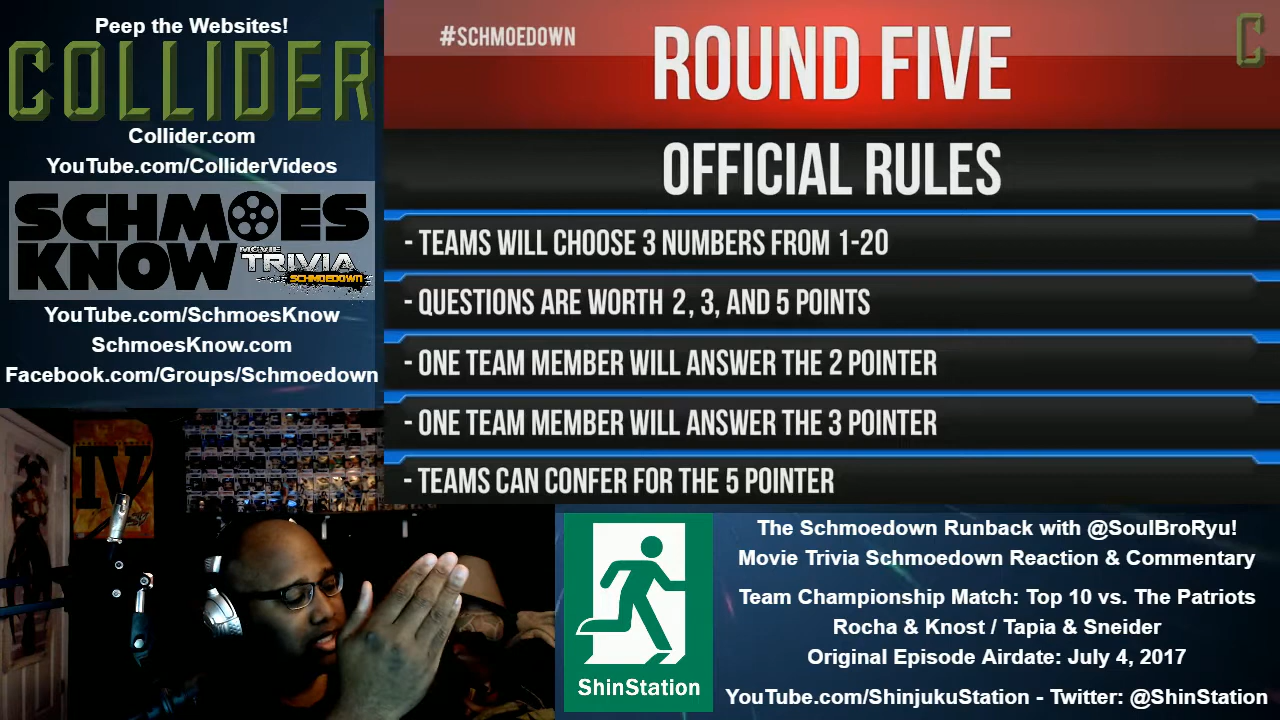 Peep the Websites!
COLLIDER
Collider.com
YouTube.com/ColliderVideos
SCHMOES
KNOW
MOVIE
TRIVIA
SCHMOEDOWN
YouTube.com/SchmoesKnow
SchmoesKnow.com
Facebook.com/Groups/Schmoedown
#SCHMOEDOWN
C
ROUND FIVE
OFFICIAL RULES
- TEAMS WILL CHOOSE 3 NUMBERS FROM 1-20
- QUESTIONS ARE WORTH 2, 3, AND 5 POINTS
- ONE TEAM MEMBER WILL ANSWER THE 2 POINTER
- ONE TEAM MEMBER WILL ANSWER THE 3 POINTER
- TEAMS CAN CONFER FOR THE 5 POINTER
IV
ShinStation
The Schmoedown Runback with @SoulBroRyu!
Movie Trivia Schmoedown Reaction & Commentary
Team Championship Match: Top 10 vs. The Patriots
Rocha & Knost / Tapia & Sneider
Original Episode Airdate: July 4, 2017
YouTube.com/ShinjukuStation - Twitter: @ShinStation